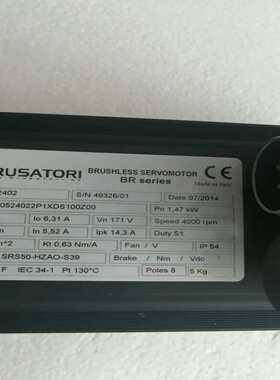 RUSATORI BRUSHLESS SERVOMOTOR
BR series
CE
Made in Italy
2402 S/N 49326/01 Date 07/2014
0524022P1XDS100Z00 Pn 1,47 kW
Io 6,31 A Vn 171 V Speed 4000 rpm
In 5,52 A Ipk 14,3 A Duty S1
m^2 Kt 0,63 Nm/A Fan / V IP 54
SRS50-HZAO-S39 Brake / Nm / Vdc
F IEC 34-1 Pt 130°C Poles 8 5 Kg